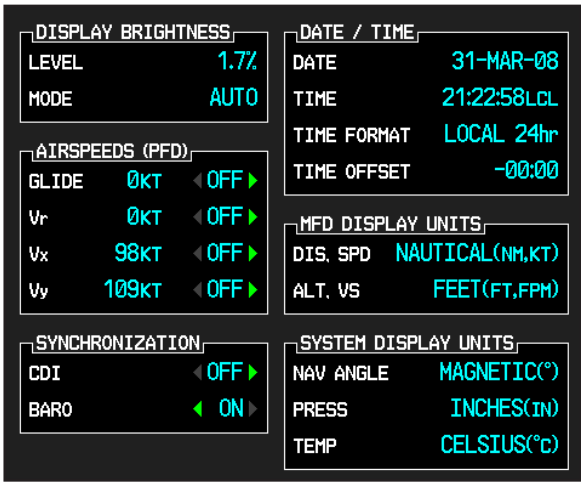 DISPLAY BRIGHTNESS
LEVEL 1.7%
MODE AUTO
AIRSPEEDS (PFD)
GLIDE 0KT OFF
Vr 0KT OFF
Vx 98KT OFF
Vy 109KT OFF
SYNCHRONIZATION
CDI OFF
BARO ON
DATE / TIME
DATE 31-MAR-08
TIME 21:22:58LCL
TIME FORMAT LOCAL 24hr
TIME OFFSET -00:00
MFD DISPLAY UNITS
DIS, SPD NAUTICAL(NM,KT)
ALT, VS FEET(FT,FPM)
SYSTEM DISPLAY UNITS
NAV ANGLE MAGNETIC(°)
PRESS INCHES(IN)
TEMP CELSIUS(°C)